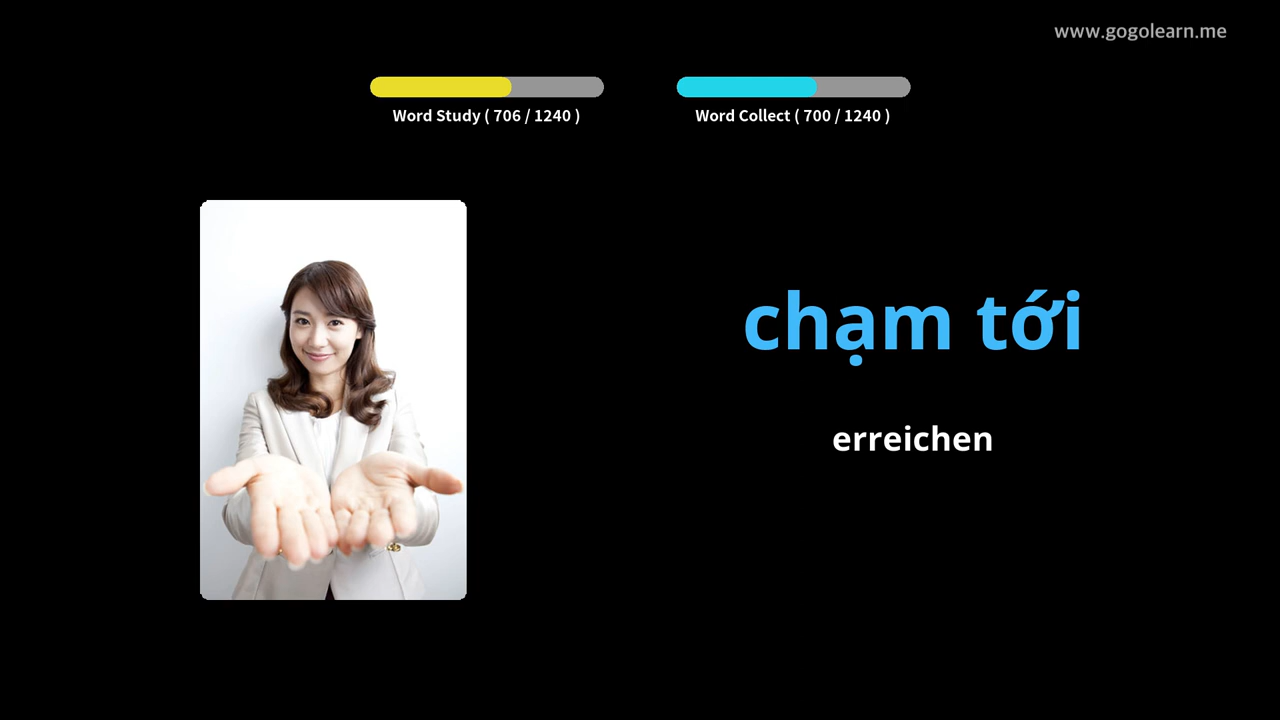 www.gogolearn.me
Word Study ( 706 / 1240 )
Word Collect ( 700 / 1240 )
chạm tới
erreichen